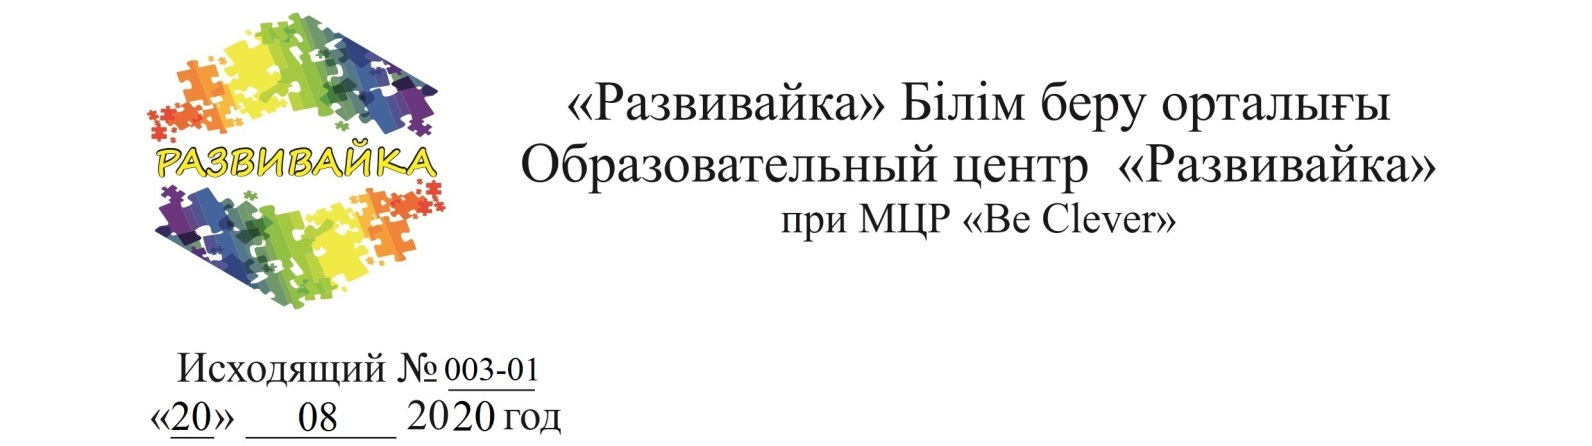 РАЗВИВАЙКА
«Развивайка» Білім беру орталығы
Образовательный центр «Развивайка»
при МЦР «Be Clever»
Исходящий № 003-01
«20» 08 2020 год